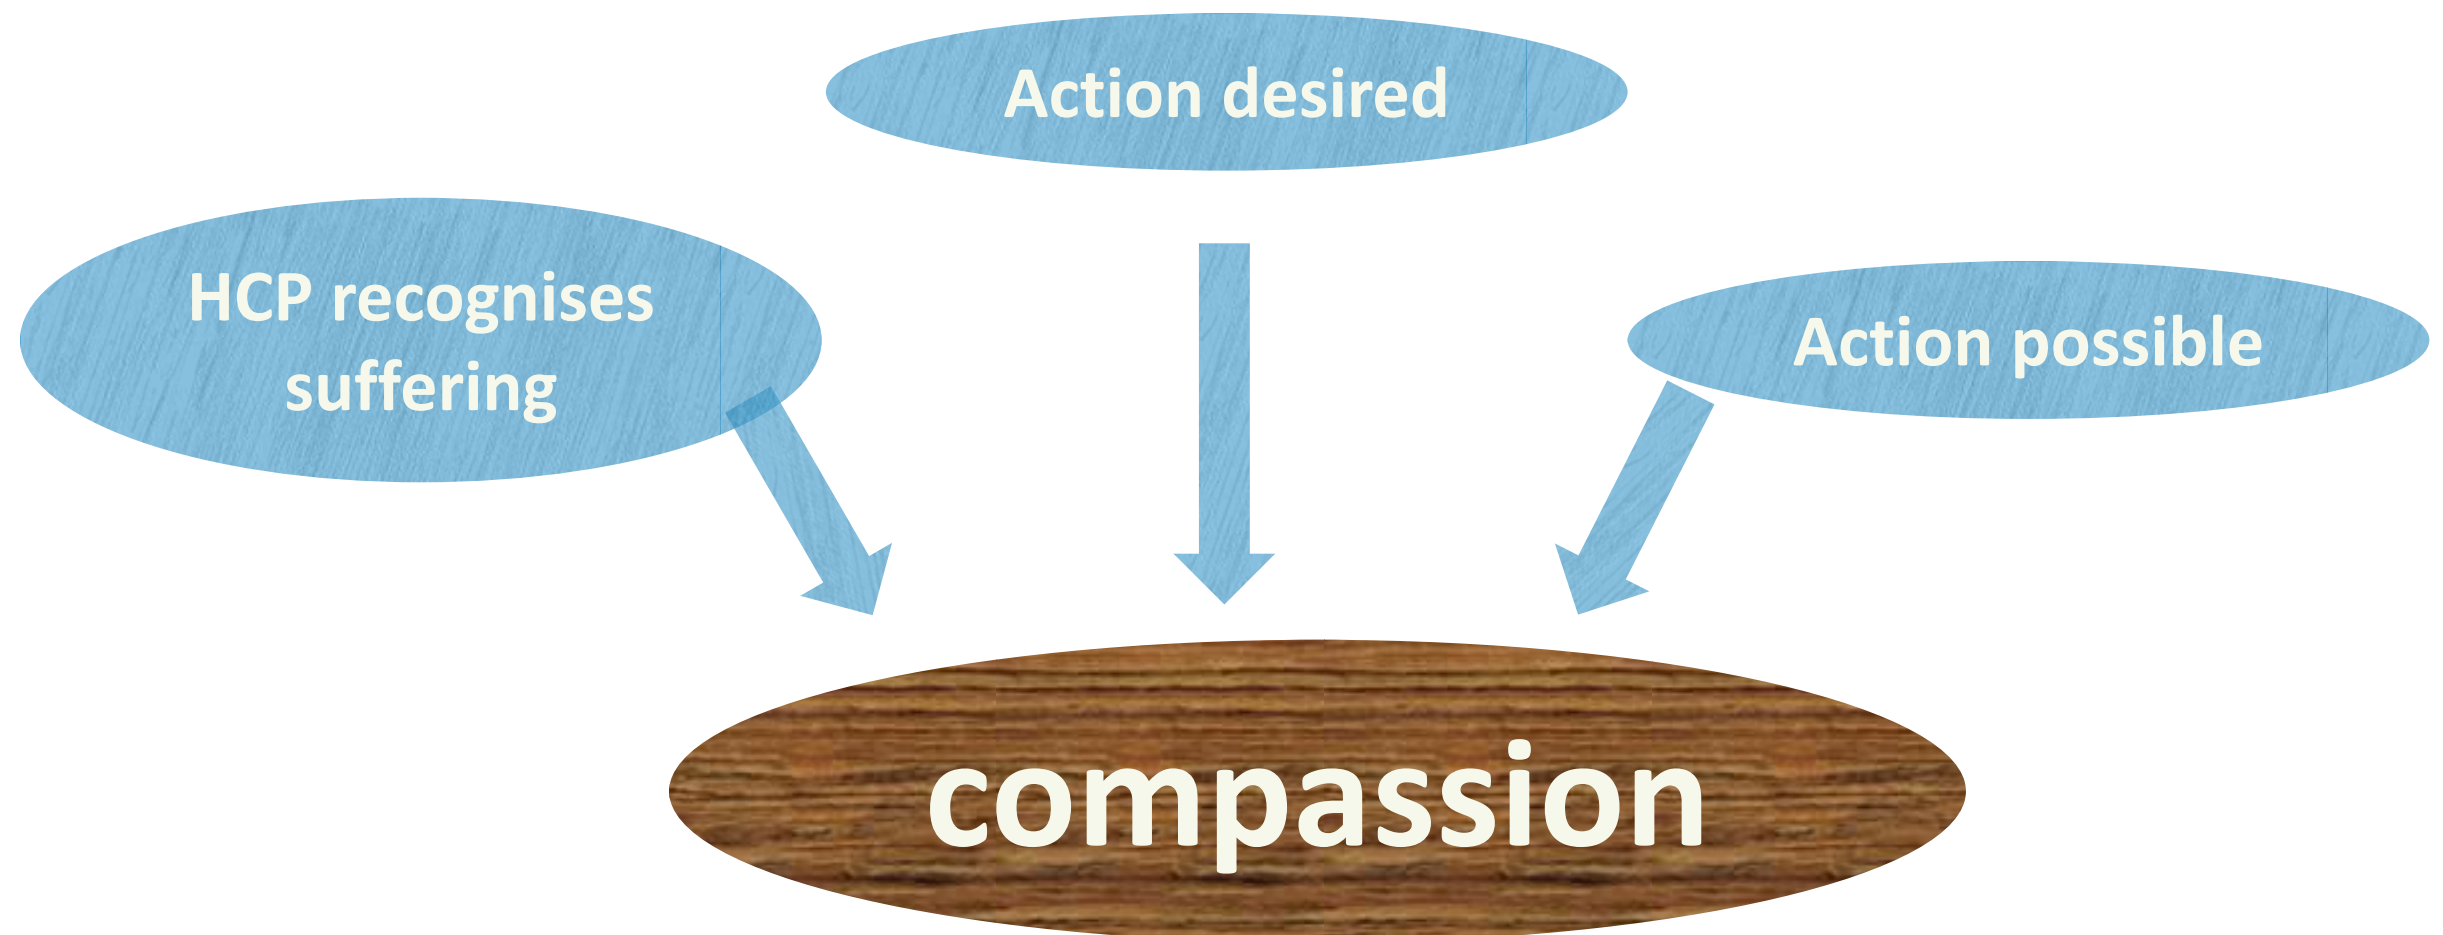 Action desired
HCP recognises
suffering
Action possible
compassion